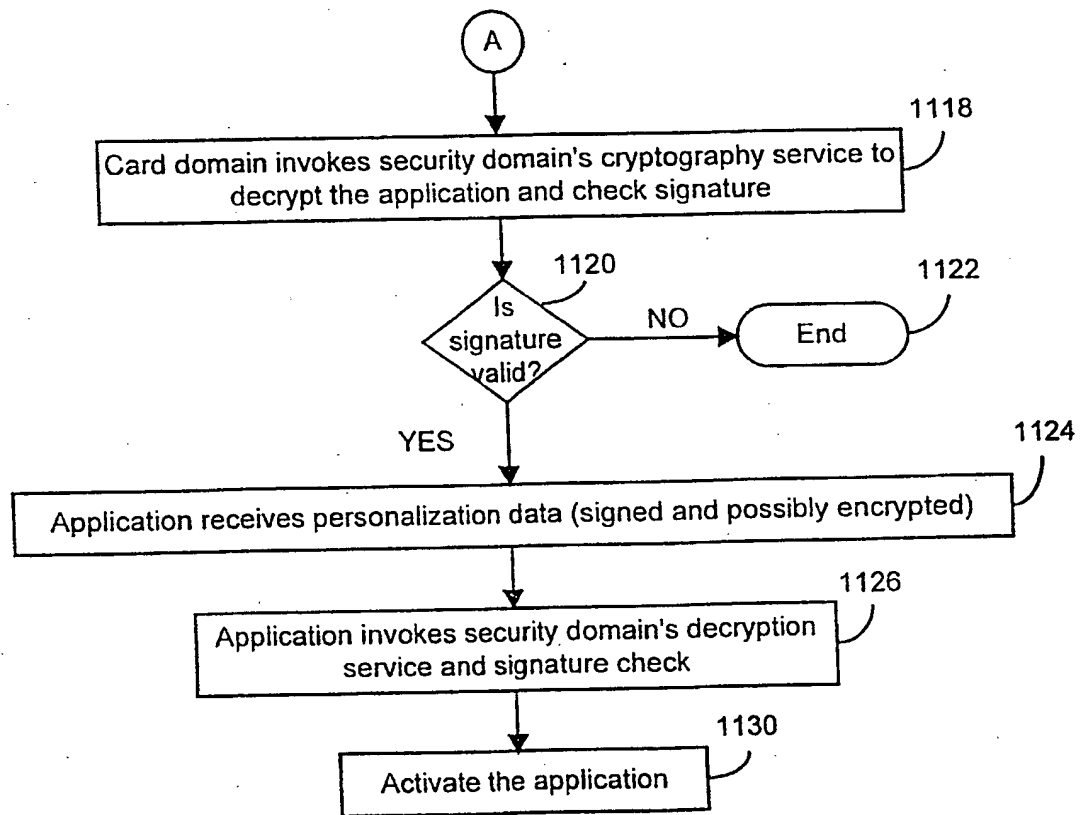 A
1118
Card domain invokes security domain's cryptography service to
decrypt the application and check signature
1120
Is
signature
valid?
NO
1122
End
YES
1124
Application receives personalization data (signed and possibly encrypted)
1126
Application invokes security domain's decryption
service and signature check
1130
Activate the application